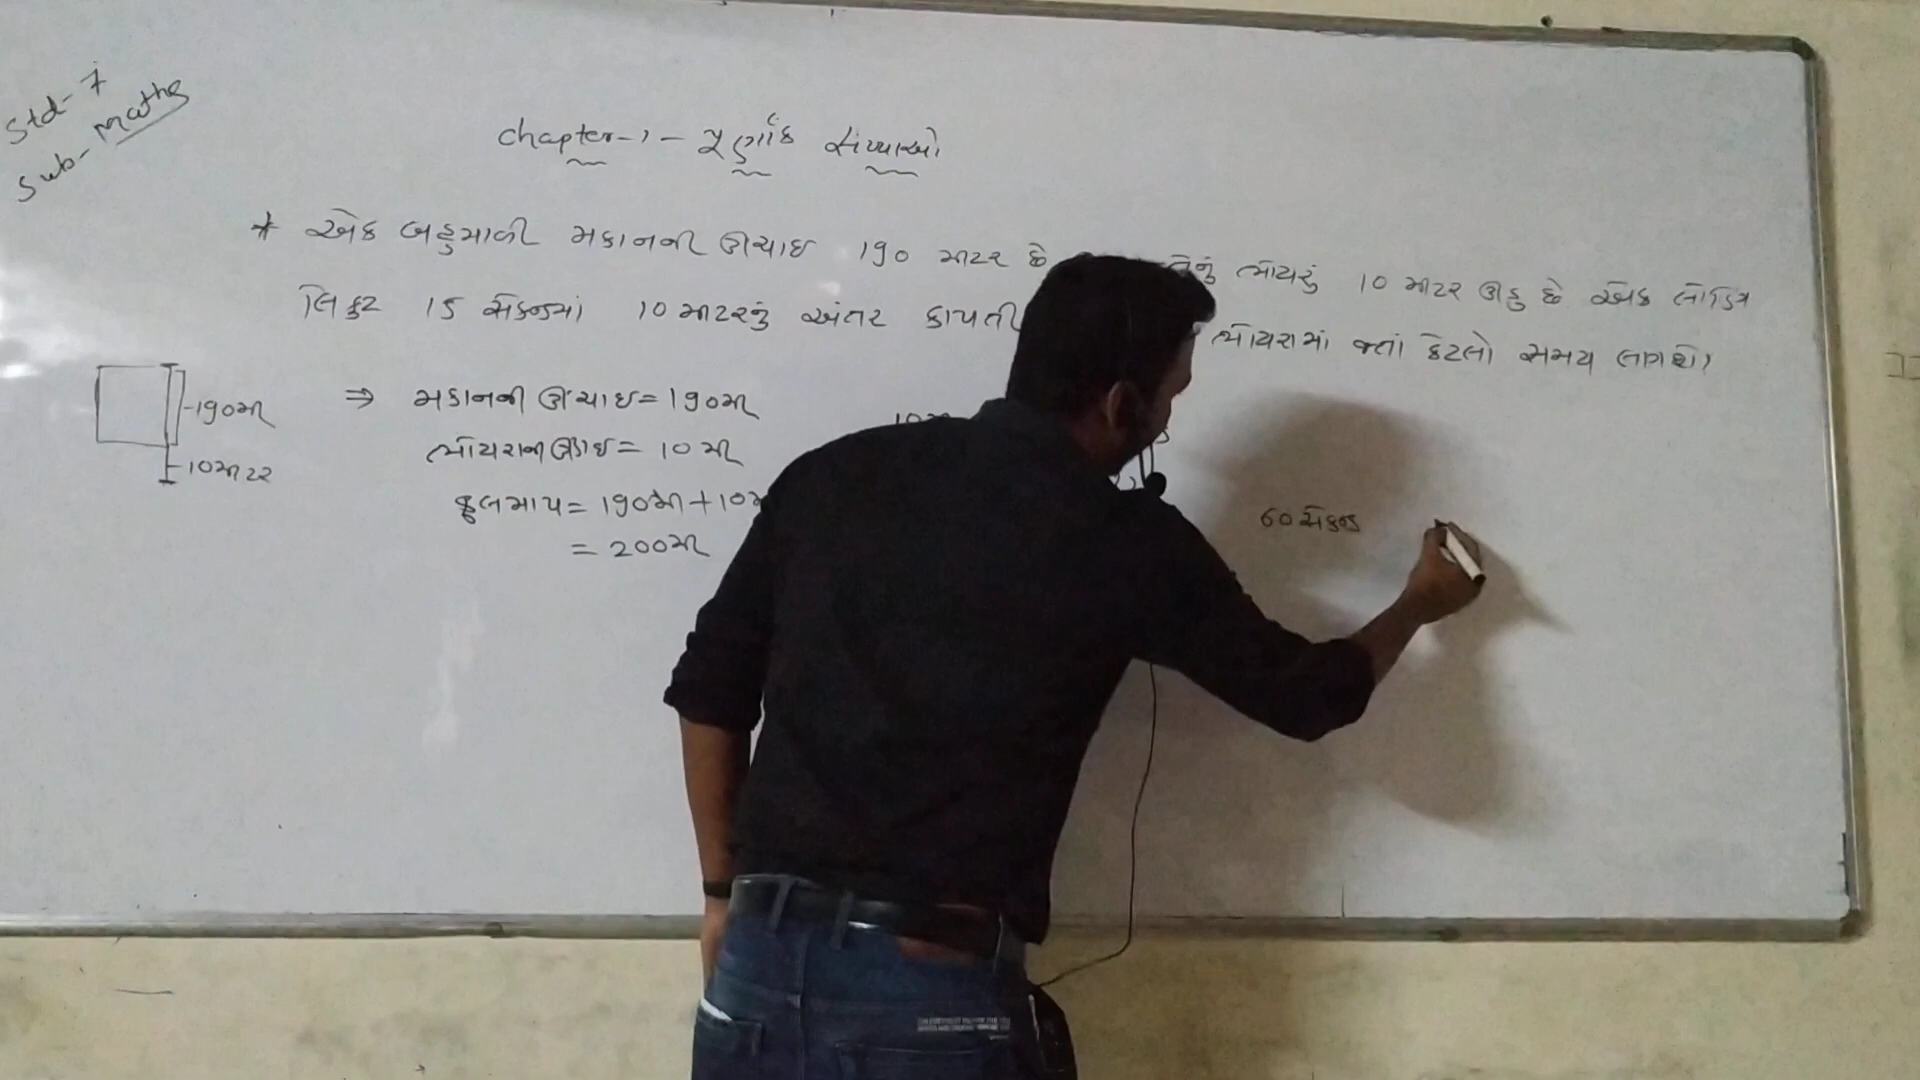 Std- 7
Sub- Maths
chapter-1 - પૂર્ણાંક સંખ્યાઓ
* એક બહુમાળી મકાનની ઊંચાઇ 190 મીટર છે તેનું ભોંયરું 10 મીટર ઊંડુ છે એક લોડિંગ
લિફ્ટ 15 સેકન્ડમાં 10 મીટરનું અંતર કાપતી ભોંયરામાં જતાં કેટલો સમય લાગશે?
-190મી
-10મીટર
⇒ મકાનની ઊંચાઇ = 190મી
ભોંયરાની ઊંડાઇ = 10 મી
કુલમાપ = 190મી + 10
= 200મી
60 સેકન્ડ